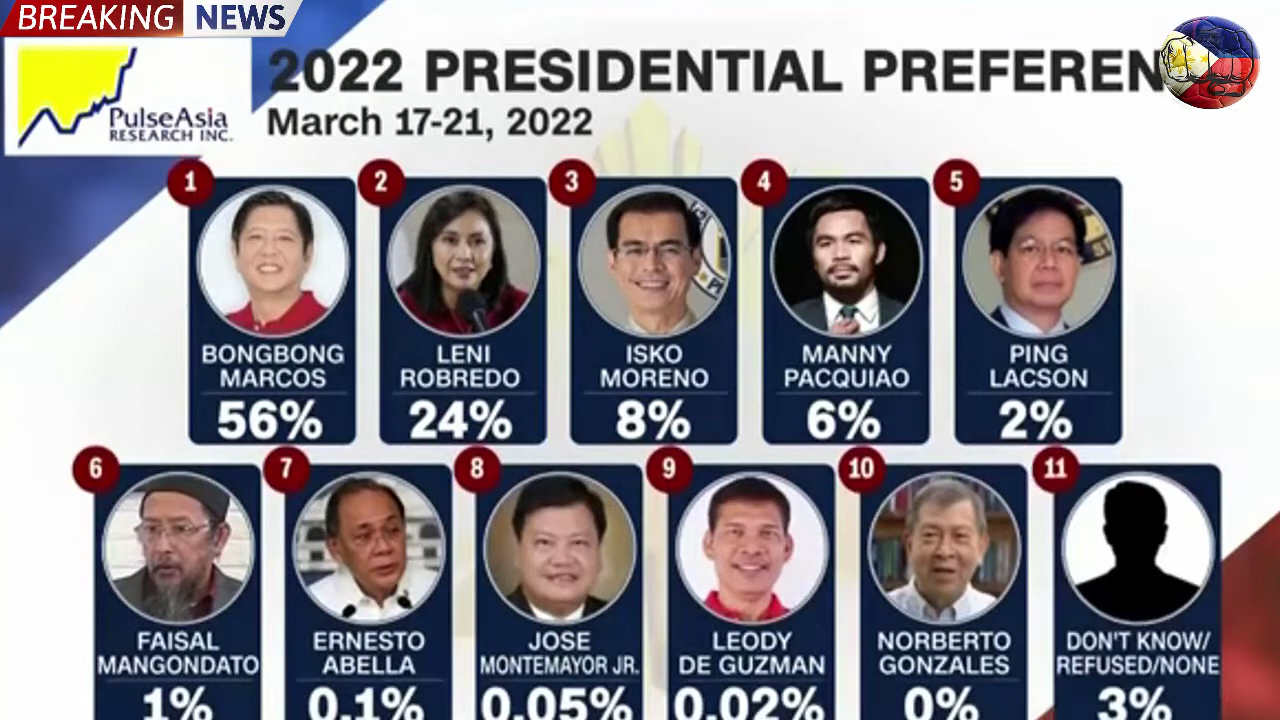 BREAKING NEWS
PulseAsia
RESEARCH INC.
2022 PRESIDENTIAL PREFEREN
March 17-21, 2022
1
2
3
4
5
BONGBONG MARCOS
LENI ROBREDO
ISKO MORENO
MANNY PACQUIAO
PING LACSON
56%
24%
8%
6%
2%
6
7
8
9
10
11
FAISAL MANGONDATO
ERNESTO ABELLA
JOSE MONTEMAYOR JR.
LEODY DE GUZMAN
NORBERTO GONZALES
DON'T KNOW/ REFUSED/NONE
1%
0.1%
0.05%
0.02%
0%
3%